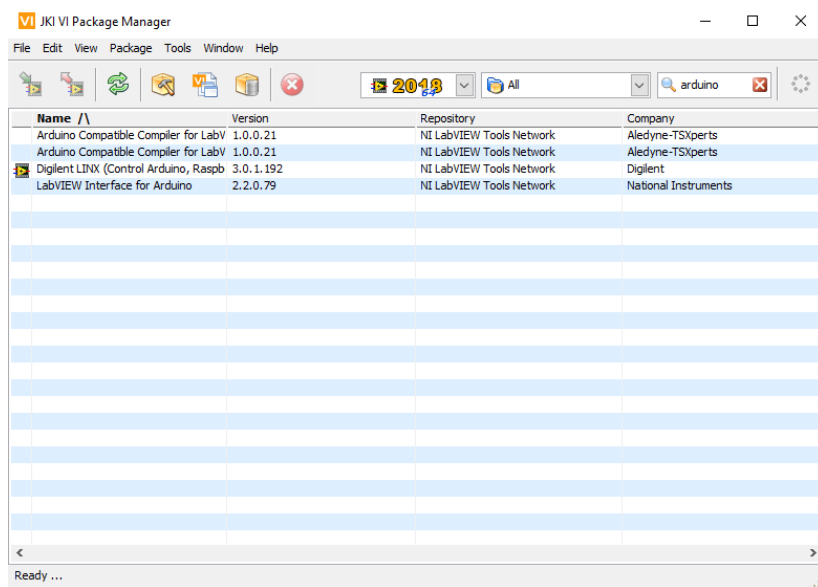 VI JKI VI Package Manager
File Edit View Package Tools Window Help
VI 2018 64 All arduino
Name /\ Version Repository Company
Arduino Compatible Compiler for LabV 1.0.0.21 NI LabVIEW Tools Network Aledyne-TSXperts
Arduino Compatible Compiler for LabV 1.0.0.21 NI LabVIEW Tools Network Aledyne-TSXperts
Digilent LINX (Control Arduino, Raspb 3.0.1.192 NI LabVIEW Tools Network Digilent
LabVIEW Interface for Arduino 2.2.0.79 NI LabVIEW Tools Network National Instruments
Ready ...